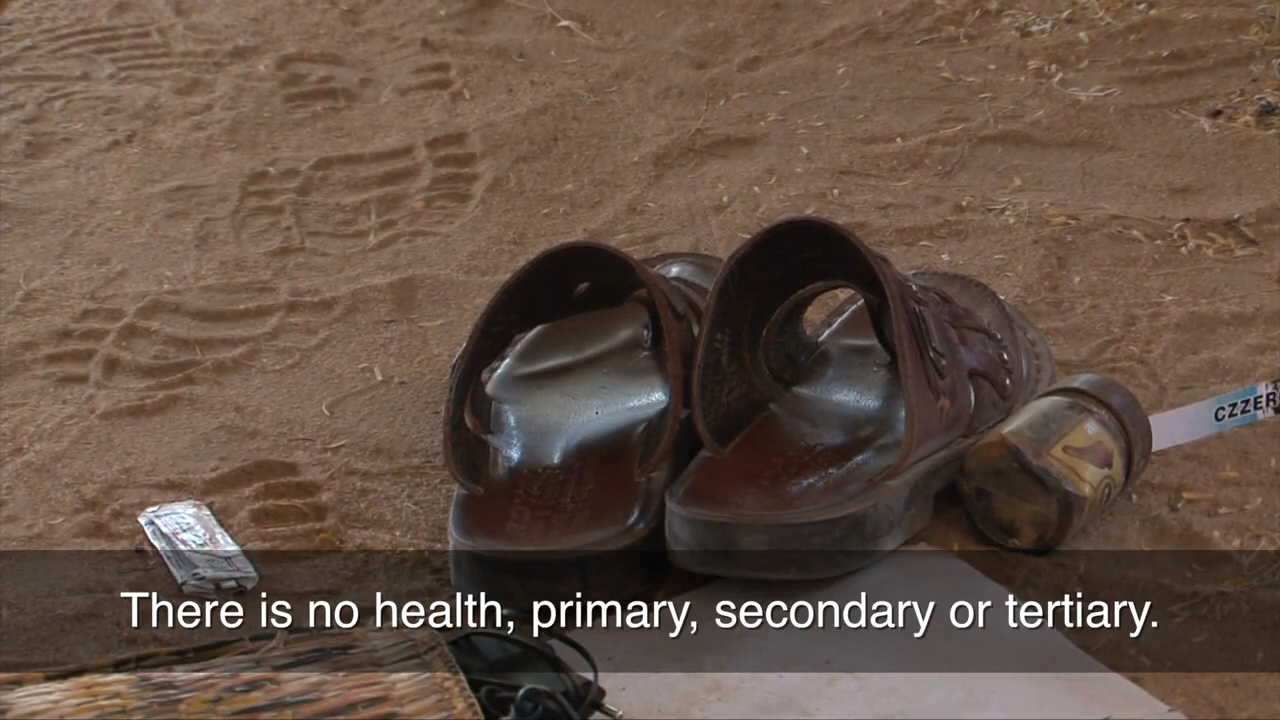 CZZER
There is no health, primary, secondary or tertiary.